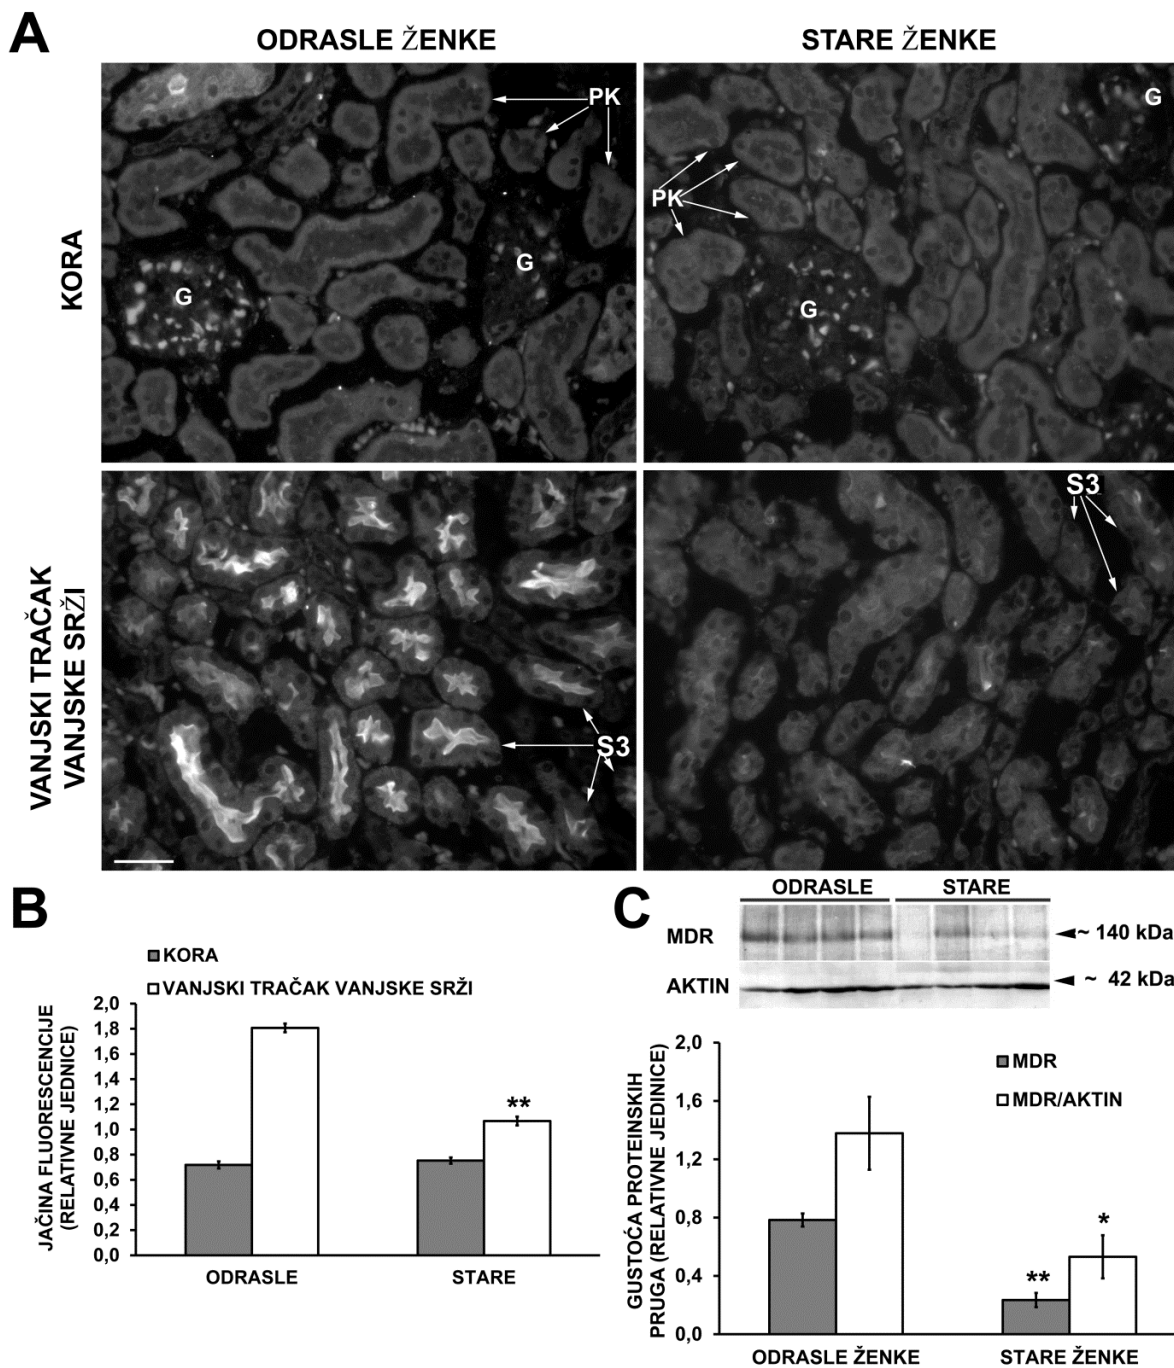 A
ODRASLE ŽENKE
STARE ŽENKE
KORA
PK
G
G
PK
G
G
VANJSKI TRAČAK
VANJSKE SRŽI
S3
S3
B
KORA
VANJSKI TRAČAK VANJSKE SRŽI
JAČINA FLUORESCENCIJE
(RELATIVNE JEDNICE)
2,0
1,8
1,6
1,4
1,2
1,0
0,8
0,6
0,4
0,2
0,0
**
ODRASLE
STARE
C
ODRASLE
STARE
MDR
~ 140 kDa
AKTIN
~ 42 kDa
GUSTOĆA PROTEINSKIH
PRUGA (RELATIVNE JEDINICE)
2,0
1,6
1,2
0,8
0,4
0,0
MDR
MDR/AKTIN
**
*
ODRASLE ŽENKE
STARE ŽENKE